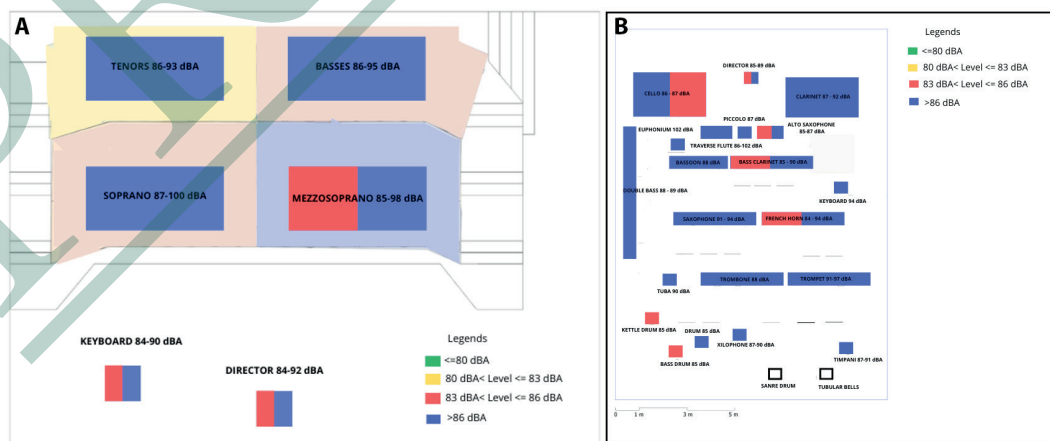 A
TENORS 86-93 dBA
BASSES 86-95 dBA
SOPRANO 87-100 dBA
MEZZOSOPRANO 85-98 dBA
KEYBOARD 84-90 dBA
DIRECTOR 84-92 dBA
Legends
<=80 dBA
80 dBA< Level <= 83 dBA
83 dBA< Level <= 86 dBA
>86 dBA
B
Legends
<=80 dBA
80 dBA< Level <= 83 dBA
83 dBA< Level <= 86 dBA
>86 dBA
DIRECTOR 85-89 dBA
CELLO 86 - 87 dBA
CLARINET 87 - 92 dBA
PICCOLO 87 dBA
EUPHONIUM 102 dBA
ALTO SAXOPHONE
85-87 dBA
TRAVERSE FLUTE 86-102 dBA
BASSOON 88 dBA
BASS CLARINET 85 - 90 dBA
DOUBLE BASS 88 - 89 dBA
KEYBOARD 94 dBA
SAXOPHONE 91 - 94 dBA
FRENCH HORN 84 - 94 dBA
TROMBONE 88 dBA
TROMPET 91-97 dBA
TUBA 90 dBA
KETTLE DRUM 85 dBA
DRUM 85 dBA
XILOPHONE 87-90 dBA
BASS DRUM 85 dBA
TIMPANI 87-91 dBA
SANRE DRUM
TUBULAR BELLS
0
1 m
3 m
5 m